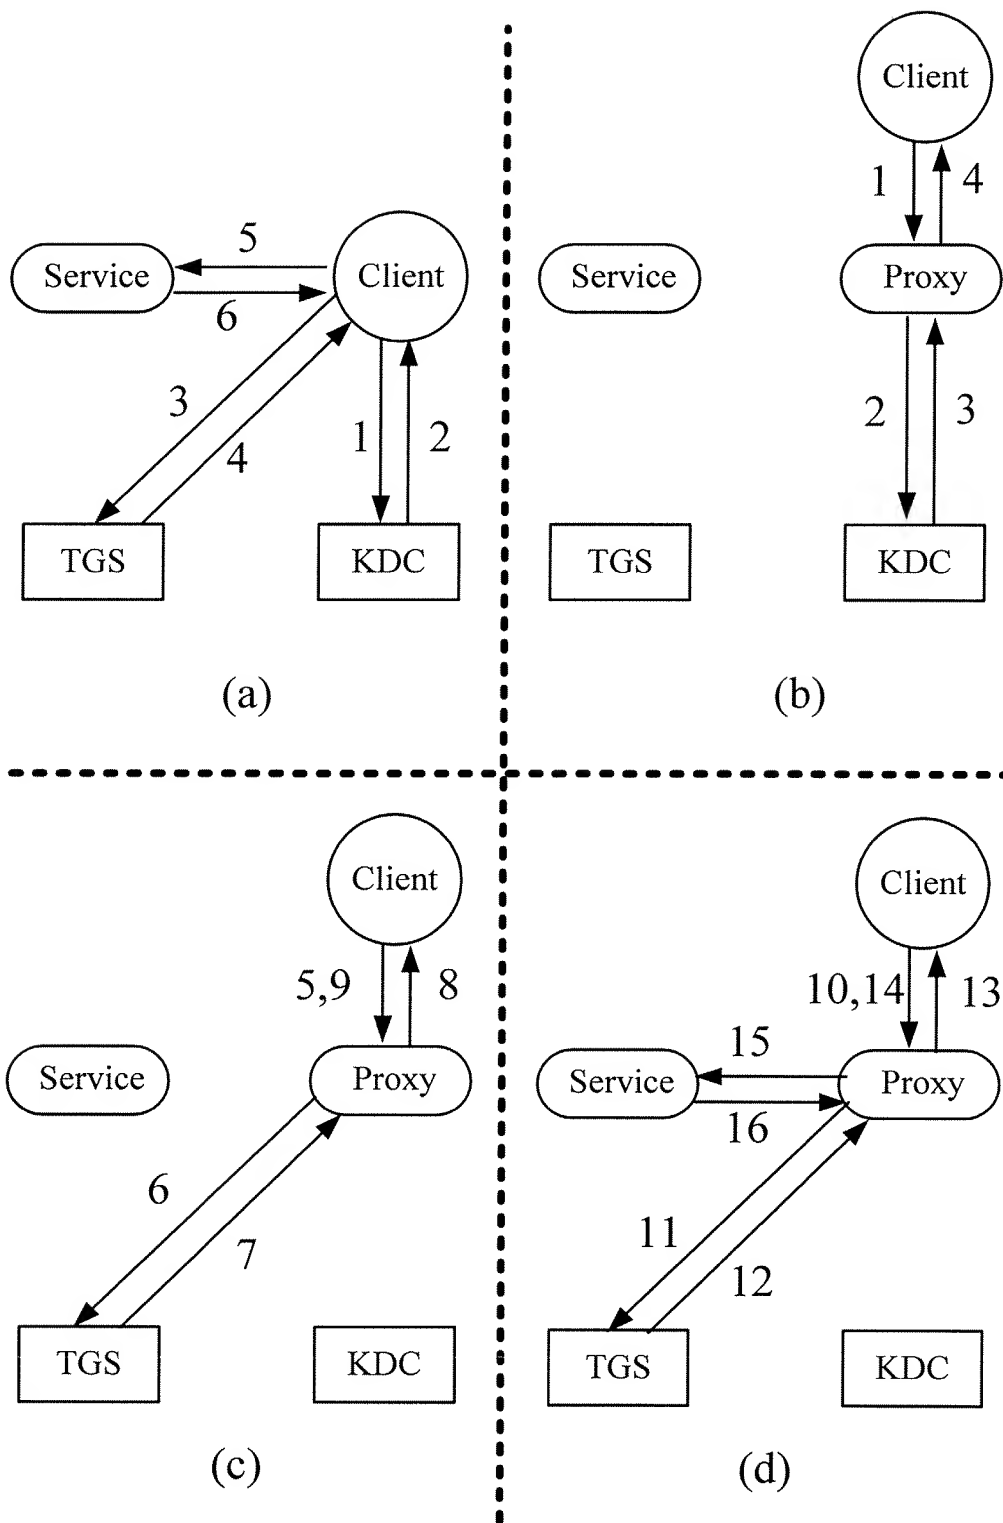 Client
1
4
Service
Proxy
2
3
TGS
KDC
(b)
5
Service
Client
6
3
4
1
2
TGS
KDC
(a)
Client
5,9
8
Service
Proxy
6
7
TGS
KDC
(c)
Client
10,14
13
15
Service
Proxy
16
11
12
TGS
KDC
(d)